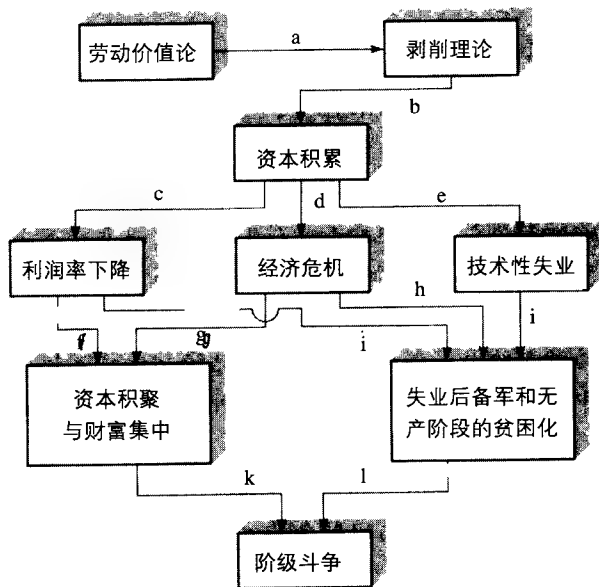 劳动价值论
a
剥削理论
b
资本积累
c
d
e
利润率下降
经济危机
技术性失业
h
f
g
i
i
资本积聚
与财富集中
失业后备军和无
产阶段的贫困化
k
l
阶级斗争